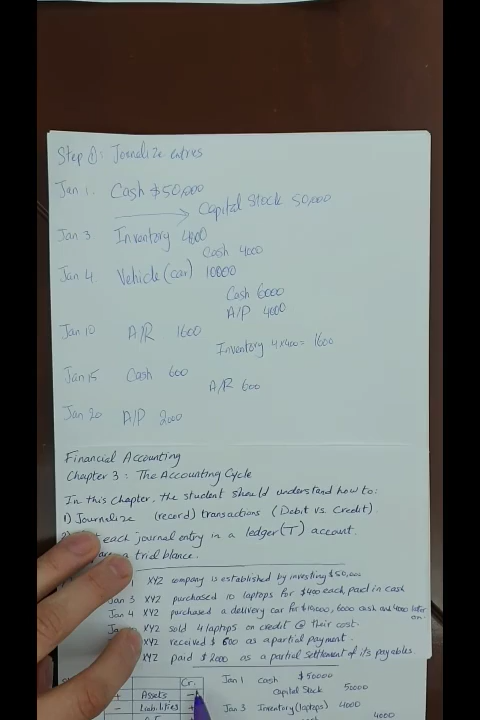 Step ①: Jornalize entries
Jan 1. Cash $50,000
Capital Stock 50,000
Jan 3 Inventory 4000
Cash 4000
Jan 4 Vehicle (car) 10000
Cash 6000
A/P 4000
Jan 10 A/R 1600
Inventory 4x400 = 1600
Jan 15 Cash 600
A/R 600
Jan 20 A/P 2000
Financial Accounting
Chapter 3: The Accounting Cycle
In this Chapter, the student should understand how to:
1) Journalize (record) transactions (Debit vs. Credit).
each journal entry in a ledger (T) account.
a trial blance.
XYZ company is established by investing $50,000
Jan 3 XYZ purchased 10 laptops for $400 each paid in cash
Jan 4 XYZ purchased a delivery car for $10000, 6000 cash and 4000 later on.
XYZ sold 4 laptops on credit @ their cost.
XYZ received $600 as a partial payment.
XYZ paid $2000 as a partial settlement of its payables.
Cr. Jan 1 Cash $50000
+ Assets - Capital Stock 50000
- Liabilities + Jan 3 Inventory (laptops) 4000
4000